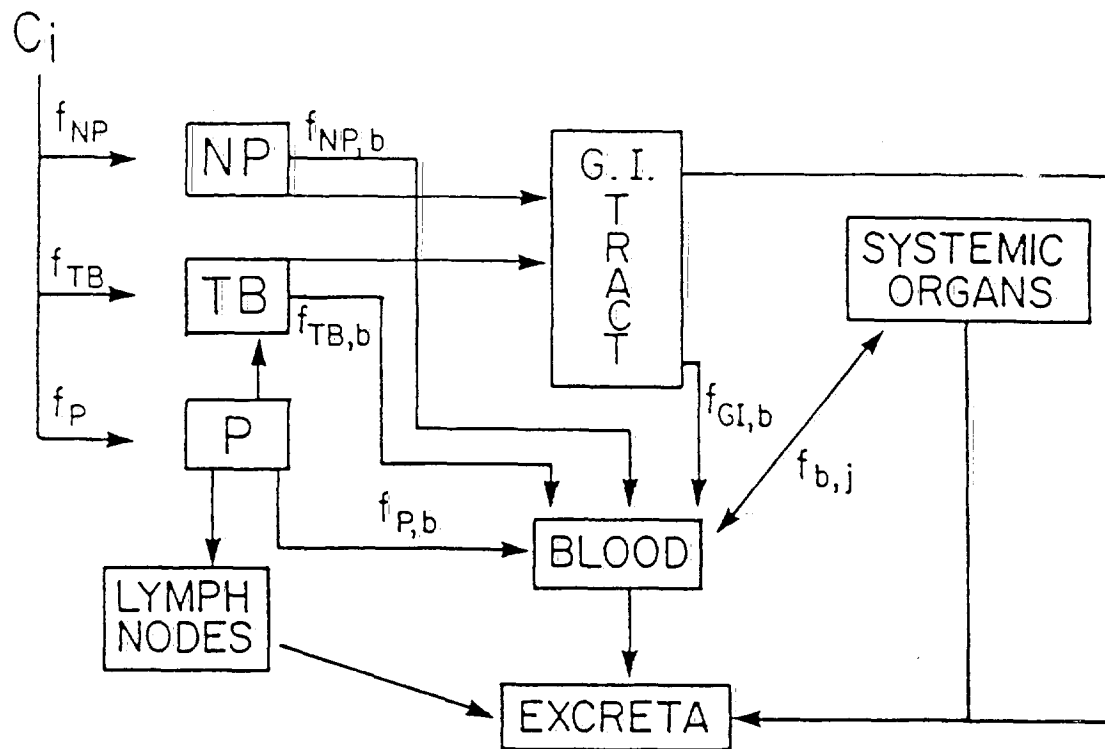 Ci
fNP
NP
fNP,b
G. I.
TRACT
SYSTEMIC
ORGANS
fTB
TB
fTB,b
fP
P
fGI,b
fb,j
fP,b
BLOOD
LYMPH
NODES
EXCRETA